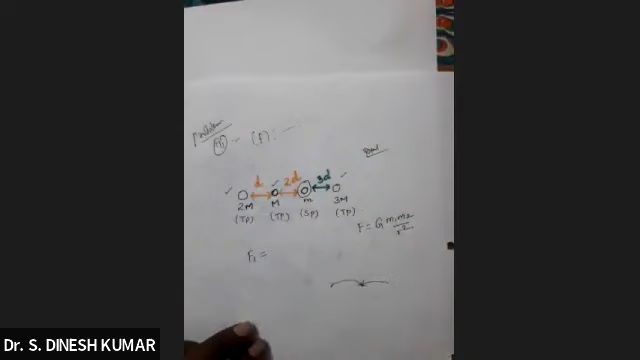 Problem
(F) :
d 2d 3d
2M M m 3M
(TP) (TP) (SP) (TP)
F = G m₁m₂/r²
F₁ =
Dr. S. DINESH KUMAR